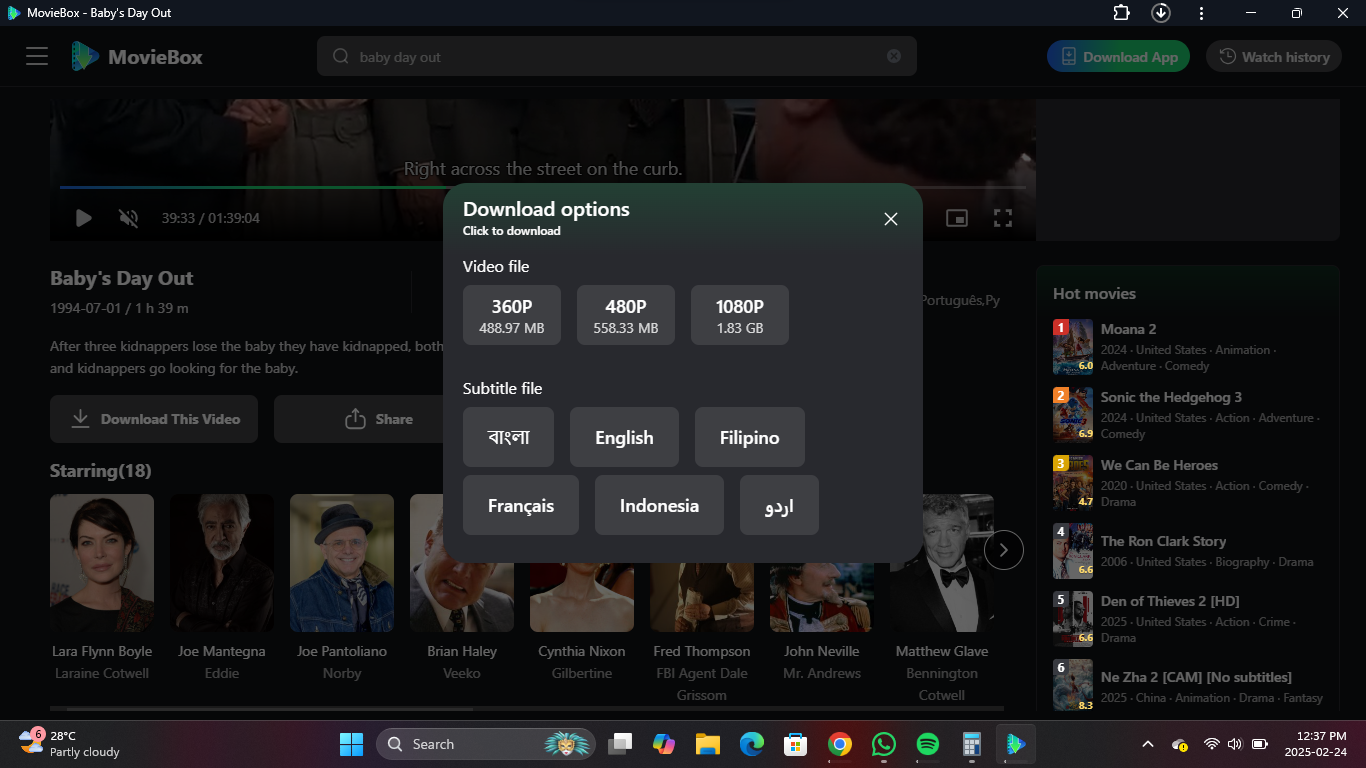 MovieBox - Baby's Day Out
MovieBox
baby day out
Download App
Watch history
Right across the street on the curb.
39:33 / 01:39:04
Download options
Click to download
Video file
360P
488.97 MB
480P
558.33 MB
1080P
1.83 GB
Subtitle file
বাংলা
English
Filipino
Français
Indonesia
اردو
Baby's Day Out
1994-07-01 / 1 h 39 m
Português,Ру
After three kidnappers lose the baby they have kidnapped, both
and kidnappers go looking for the baby.
Download This Video
Share
Starring(18)
Lara Flynn Boyle
Laraine Cotwell
Joe Mantegna
Eddie
Joe Pantoliano
Norby
Brian Haley
Veeko
Cynthia Nixon
Gilbertine
Fred Thompson
FBI Agent Dale
Grissom
John Neville
Mr. Andrews
Matthew Glave
Bennington
Cotwell
Hot movies
1
6.0
Moana 2
2024 · United States · Animation ·
Adventure · Comedy
2
6.9
Sonic the Hedgehog 3
2024 · United States · Action · Adventure ·
Comedy
3
4.7
We Can Be Heroes
2020 · United States · Action · Comedy ·
Drama
4
6.6
The Ron Clark Story
2006 · United States · Biography · Drama
5
6.6
Den of Thieves 2 [HD]
2025 · United States · Action · Crime ·
Drama
6
8.3
Ne Zha 2 [CAM] [No subtitles]
2025 · China · Animation · Drama · Fantasy
6
28°C
Partly cloudy
Search
12:37 PM
2025-02-24